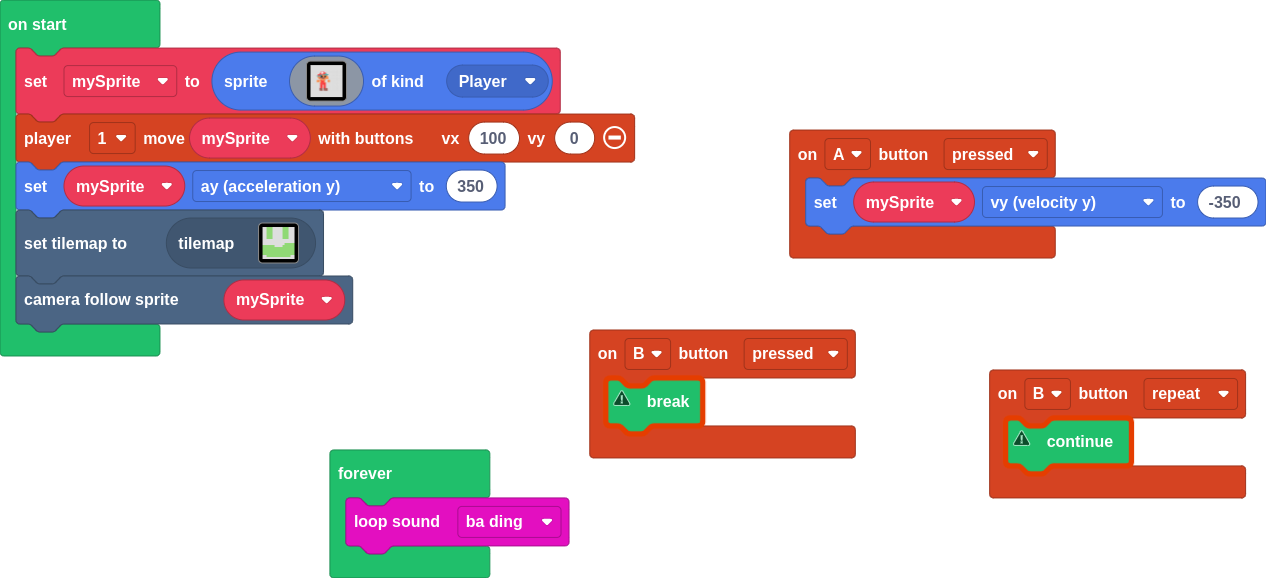 on start
set mySprite to sprite of kind Player
player 1 move mySprite with buttons vx 100 vy 0
set mySprite ay (acceleration y) to 350
set tilemap to tilemap
camera follow sprite mySprite
on A button pressed
set mySprite vy (velocity y) to -350
on B button pressed
break
on B button repeat
continue
forever
loop sound ba ding